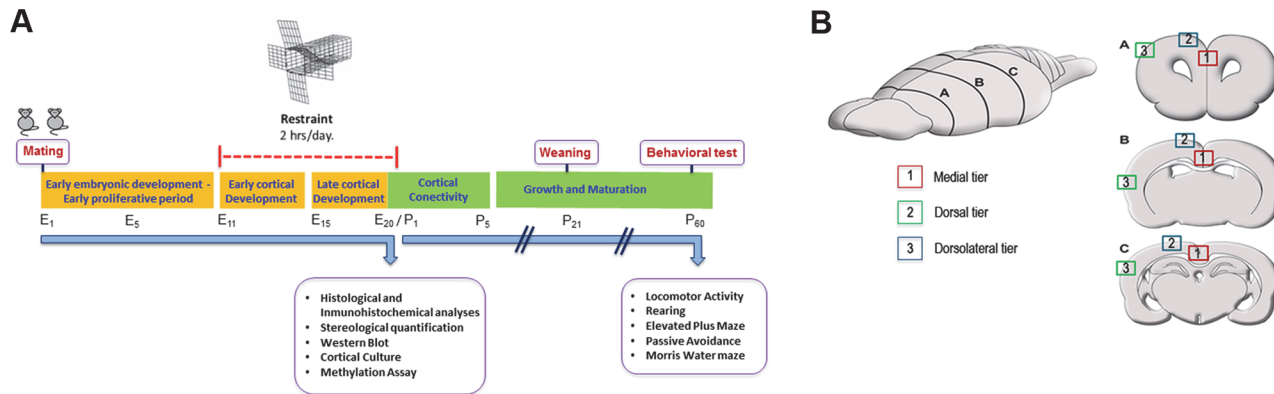 A
Restraint
2 hrs/day.
Mating
Weaning
Behavioral test
Early embryonic development -
Early proliferative period
Early cortical
Development
Late cortical
Development
Cortical
Conectivity
Growth and Maturation
E1 E5 E11 E15 E20 / P1 P5 P21 P60
• Histological and
Inmunohistochemical analyses
• Stereological quantification
• Western Blot
• Cortical Culture
• Methylation Assay
• Locomotor Activity
• Rearing
• Elevated Plus Maze
• Passive Avoidance
• Morris Water maze
B
A
B
C
1 Medial tier
2 Dorsal tier
3 Dorsolateral tier
A
3
2
1
B
3
2
1
C
3
2
1